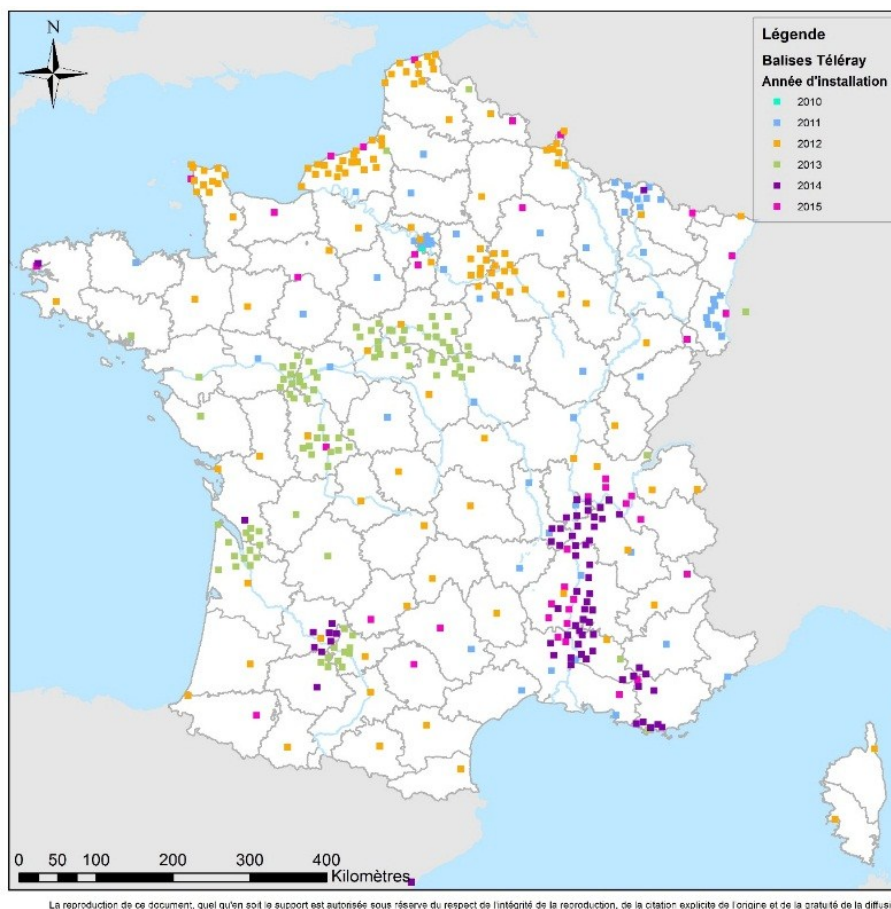 N
Légende
Balises Téléray
Année d'installation
2010
2011
2012
2013
2014
2015
0 50 100 200 300 400
Kilomètres
La reproduction de ce document, quel qu'en soit le support est autorisée sous réserve du respect de l'intégrité de la reproduction, de la citation explicite de l'origine et de la gratuité de la diffus